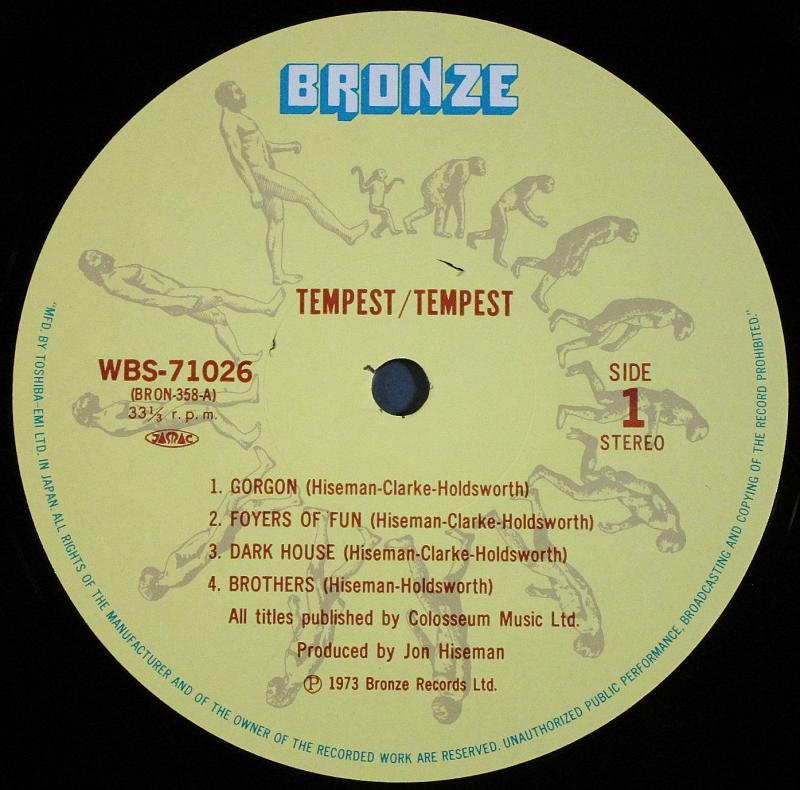 BRONZE
TEMPEST/TEMPEST
WBS-71026
(BRON-358-A)
33⅓ r.p.m.
JASRAC
SIDE
1
STEREO
1. GORGON (Hiseman-Clarke-Holdsworth)
2. FOYERS OF FUN (Hiseman-Clarke-Holdsworth)
3. DARK HOUSE (Hiseman-Clarke-Holdsworth)
4. BROTHERS (Hiseman-Holdsworth)
All titles published by Colosseum Music Ltd.
Produced by Jon Hiseman
Ⓟ 1973 Bronze Records Ltd.
"MFD. BY TOSHIBA-EMI LTD. IN JAPAN. ALL RIGHTS OF THE MANUFACTURER AND OF THE OWNER OF THE RECORDED WORK ARE RESERVED. UNAUTHORIZED PUBLIC PERFORMANCE, BROADCASTING AND COPYING OF THE RECORD PROHIBITED."